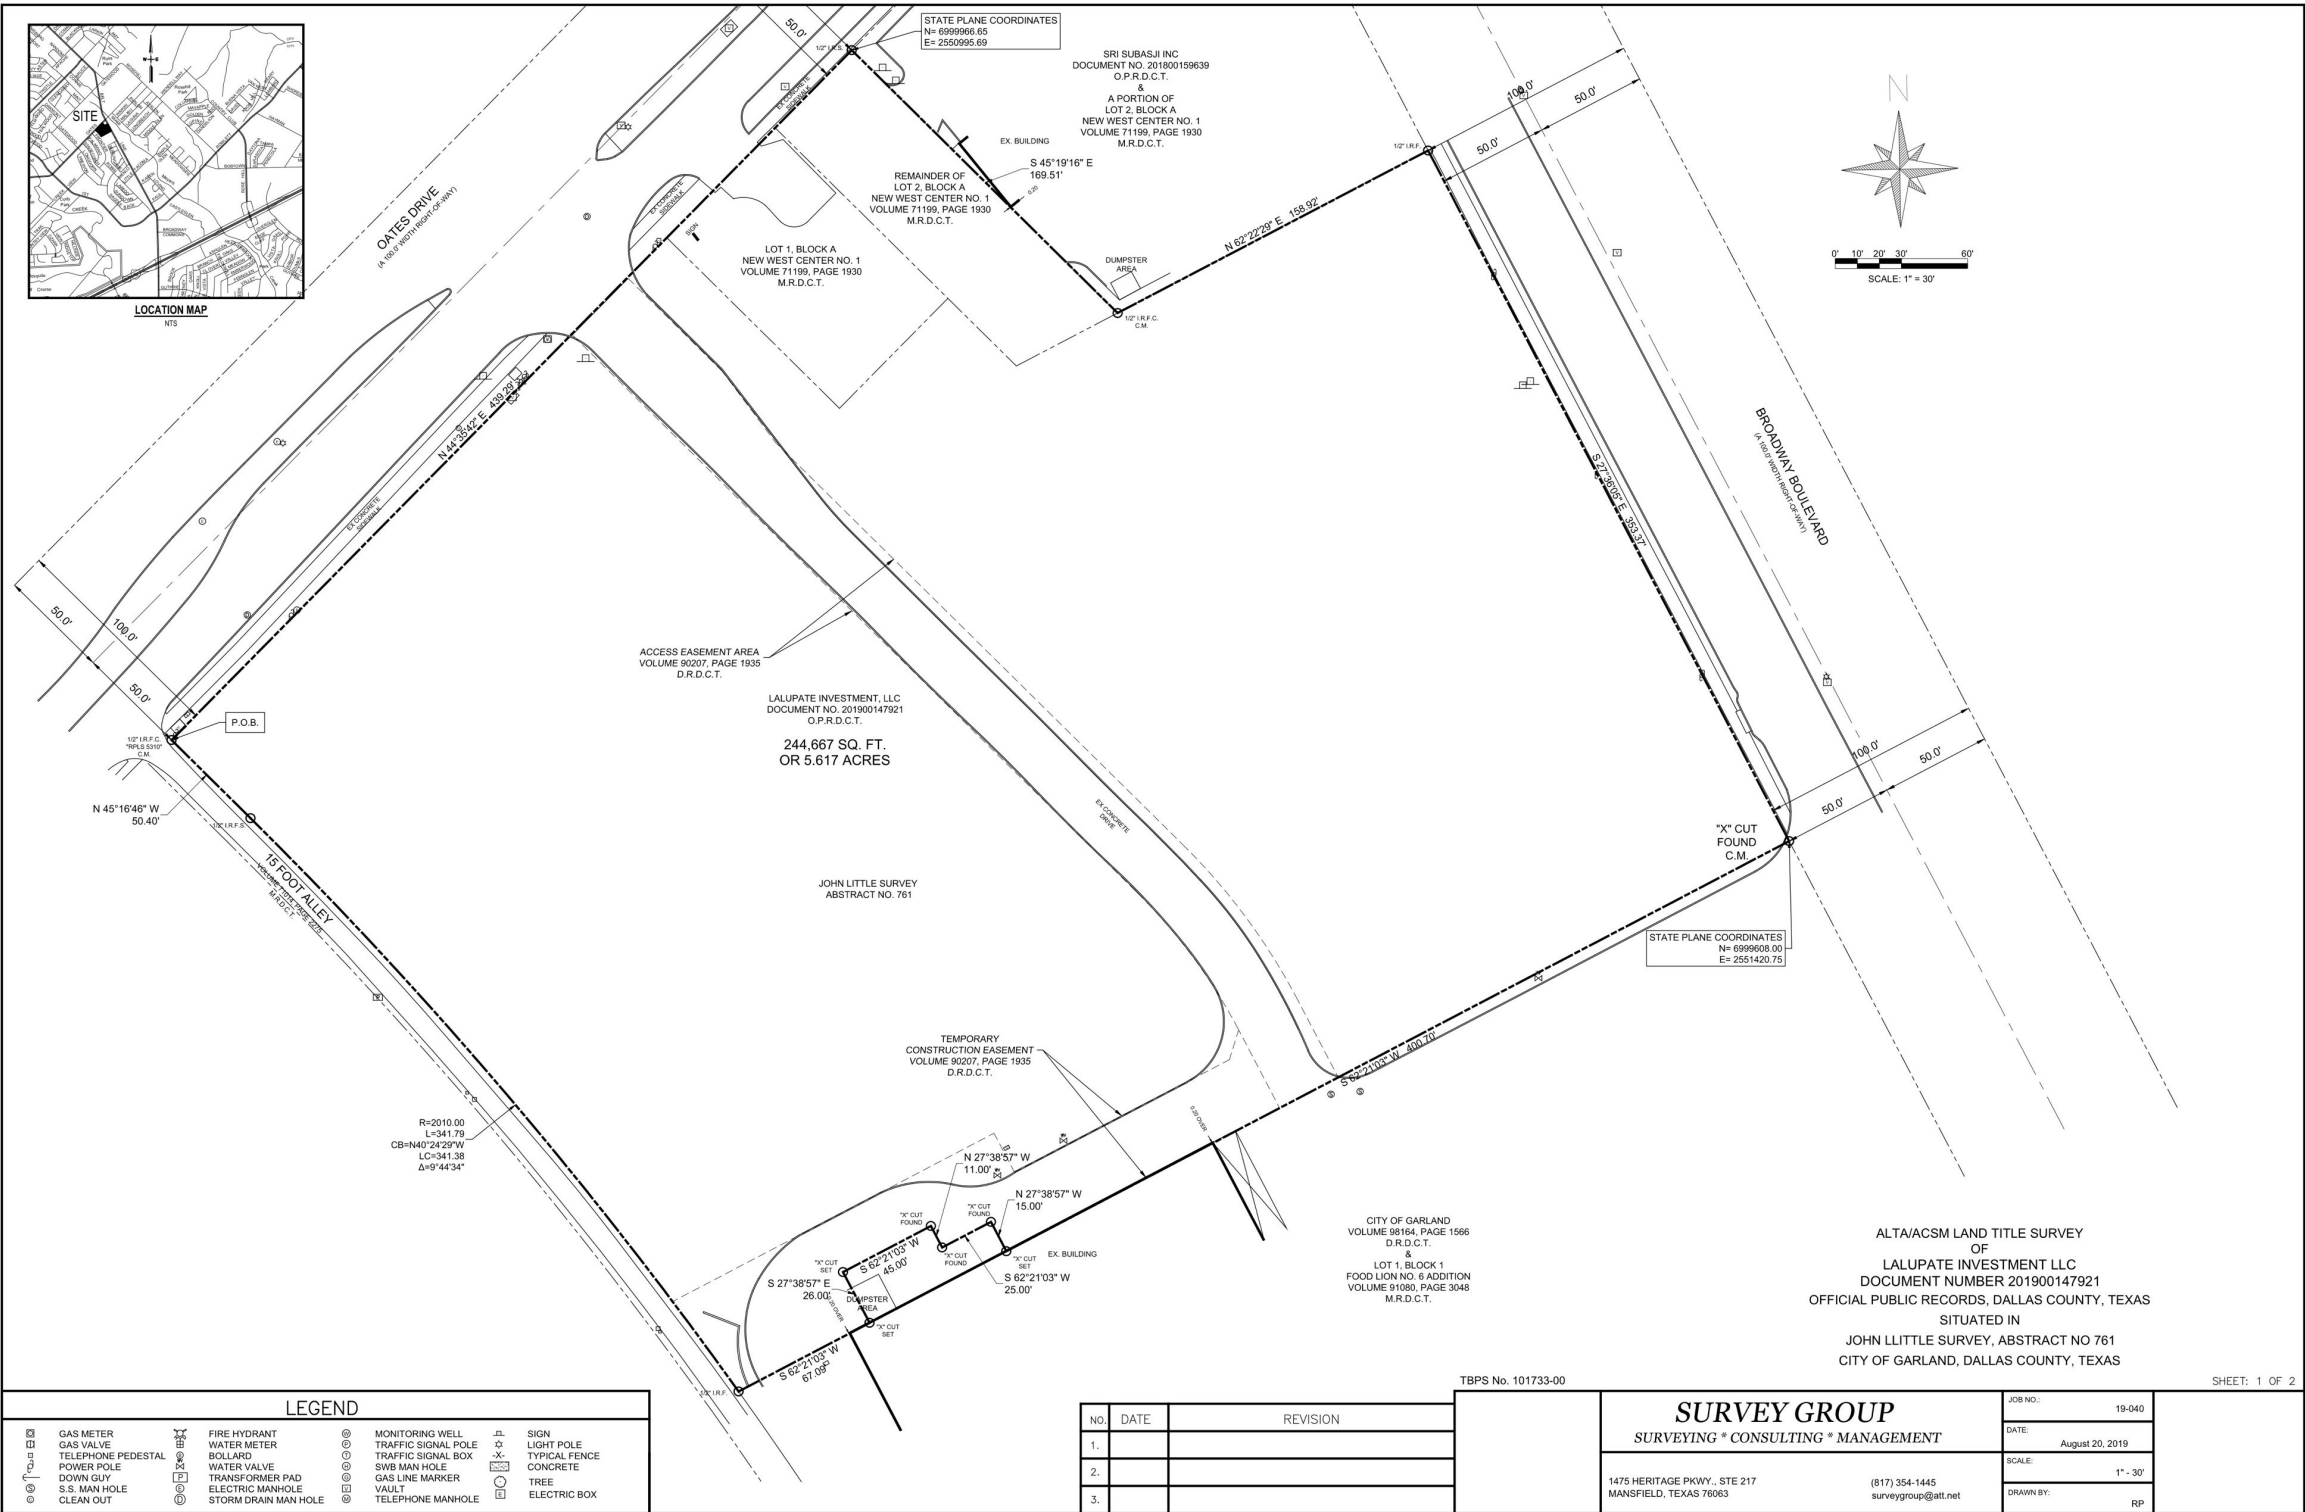 SITE
LOCATION MAP
NTS
OATES DRIVE
(A 100.0' WIDTH RIGHT-OF-WAY)
50.0'
1/2" I.R.S.
STATE PLANE COORDINATES
N= 6999966.65
E= 2550995.69
SRI SUBASJI INC
DOCUMENT NO. 201800159639
O.P.R.D.C.T.
&
A PORTION OF
LOT 2, BLOCK A
NEW WEST CENTER NO. 1
VOLUME 71199, PAGE 1930
M.R.D.C.T.
EX. BUILDING
S 45°19'16" E
169.51'
0.20
REMAINDER OF
LOT 2, BLOCK A
NEW WEST CENTER NO. 1
VOLUME 71199, PAGE 1930
M.R.D.C.T.
EX CONCRETE
SIDEWALK
EX CONCRETE
SIDEWALK
SIGN
LOT 1, BLOCK A
NEW WEST CENTER NO. 1
VOLUME 71199, PAGE 1930
M.R.D.C.T.
DUMPSTER
AREA
1/2" I.R.F.C.
C.M.
N 62°22'29" E 158.92'
1/2" I.R.F.
100.0'
50.0'
50.0'
N
0' 10' 20' 30' 60'
SCALE: 1" = 30'
BROADWAY BOULEVARD
(A 100.0' WIDTH RIGHT-OF-WAY)
S 27°36'05" E 353.37'
N 44°35'42" E 439.29'
EX CONCRETE
SIDEWALK
50.0'
100.0'
50.0'
P.O.B.
1/2" I.R.F.C.
"RPLS 5310"
C.M.
N 45°16'46" W
50.40'
1/2" I.R.F.S.
15 FOOT ALLEY
M.R.D.C.T.
ACCESS EASEMENT AREA
VOLUME 90207, PAGE 1935
D.R.D.C.T.
LALUPATE INVESTMENT, LLC
DOCUMENT NO. 201900147921
O.P.R.D.C.T.
244,667 SQ. FT.
OR 5.617 ACRES
JOHN LITTLE SURVEY
ABSTRACT NO. 761
EX CONCRETE
DRIVE
100.0'
50.0'
50.0'
"X" CUT
FOUND
C.M.
STATE PLANE COORDINATES
N= 6999608.00
E= 2551420.75
S 62°21'03" W 400.70'
TEMPORARY
CONSTRUCTION EASEMENT
VOLUME 90207, PAGE 1935
D.R.D.C.T.
0.20 OVER
R=2010.00
L=341.79
CB=N40°24'29"W
LC=341.38
Δ=9°44'34"
N 27°38'57" W
11.00'
N 27°38'57" W
15.00'
"X" CUT
FOUND
"X" CUT
FOUND
"X" CUT
FOUND
"X" CUT
SET
EX. BUILDING
S 62°21'03" W
45.00'
S 62°21'03" W
25.00'
"X" CUT
SET
S 27°38'57" E
26.00'
DUMPSTER
AREA
0.20 OVER
"X" CUT
SET
S 62°21'03" W
67.09'
1/2" I.R.F.
CITY OF GARLAND
VOLUME 98164, PAGE 1566
D.R.D.C.T.
&
LOT 1, BLOCK 1
FOOD LION NO. 6 ADDITION
VOLUME 91080, PAGE 3048
M.R.D.C.T.
ALTA/ACSM LAND TITLE SURVEY
OF
LALUPATE INVESTMENT LLC
DOCUMENT NUMBER 201900147921
OFFICIAL PUBLIC RECORDS, DALLAS COUNTY, TEXAS
SITUATED IN
JOHN LLITTLE SURVEY, ABSTRACT NO 761
CITY OF GARLAND, DALLAS COUNTY, TEXAS
TBPS No. 101733-00
SHEET: 1 OF 2
LEGEND
GAS METER
GAS VALVE
TELEPHONE PEDESTAL
POWER POLE
DOWN GUY
S.S. MAN HOLE
CLEAN OUT
FIRE HYDRANT
WATER METER
BOLLARD
WATER VALVE
TRANSFORMER PAD
ELECTRIC MANHOLE
STORM DRAIN MAN HOLE
MONITORING WELL
TRAFFIC SIGNAL POLE
TRAFFIC SIGNAL BOX
SWB MAN HOLE
GAS LINE MARKER
VAULT
TELEPHONE MANHOLE
SIGN
LIGHT POLE
TYPICAL FENCE
CONCRETE
TREE
ELECTRIC BOX
NO. DATE REVISION
1.
2.
3.
SURVEY GROUP
SURVEYING * CONSULTING * MANAGEMENT
1475 HERITAGE PKWY., STE 217
MANSFIELD, TEXAS 76063
(817) 354-1445
surveygroup@att.net
JOB NO.:
19-040
DATE:
August 20, 2019
SCALE:
1" - 30'
DRAWN BY:
RP